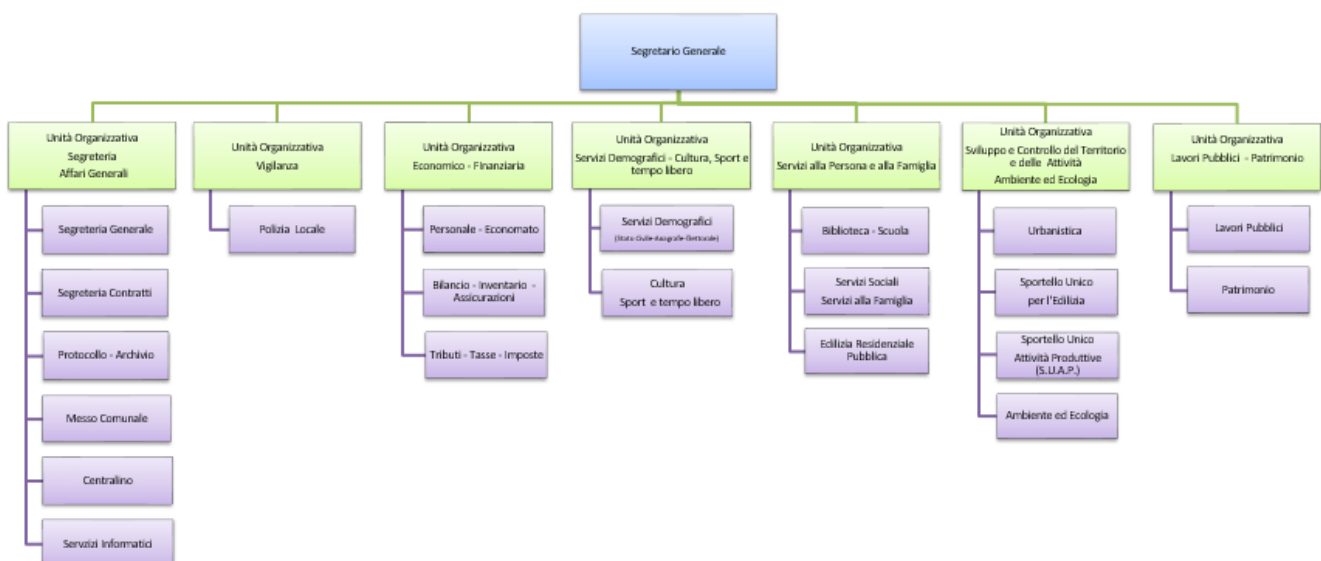 Segretario Generale
Unità Organizzativa
Segreteria
Affari Generali
Segreteria Generale
Segreteria Contratti
Protocollo - Archivio
Messo Comunale
Centralino
Servzizi Informatici
Unità Organizzativa
Vigilanza
Polizia Locale
Unità Organizzativa
Economico - Finanziaria
Personale - Economato
Bilancio - Inventario -
Assicurazioni
Tributi - Tasse - Imposte
Unità Organizzativa
Servizi Demografici - Cultura, Sport e
tempo libero
Servizi Demografici
(Stato Civile-Anagrafe-Elettorale)
Cultura
Sport e tempo libero
Unità Organizzativa
Servizi alla Persona e alla Famiglia
Biblioteca - Scuola
Servizi Sociali
Servizi alla Famiglia
Edilizia Residenziale
Pubblica
Unità Organizzativa
Sviluppo e Controllo del Territorio
e delle Attività
Ambiente ed Ecologia
Urbanistica
Sportello Unico
per l'Edilizia
Sportello Unico
Attività Produttive
(S.U.A.P.)
Ambiente ed Ecologia
Unità Organizzativa
Lavori Pubblici - Patrimonio
Lavori Pubblici
Patrimonio